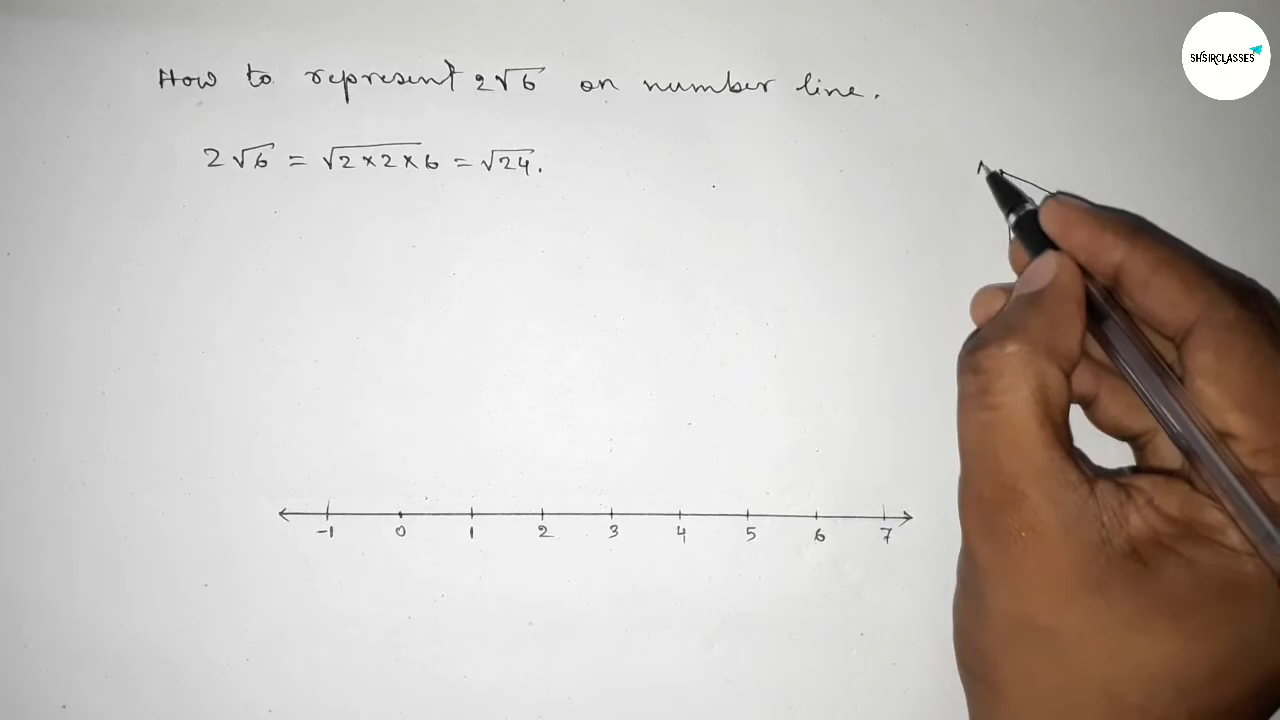 How to represent 2√6 on number line.
2√6 = √2×2×6 = √24.
-1 0 1 2 3 4 5 6 7
SHSIRCLASSES